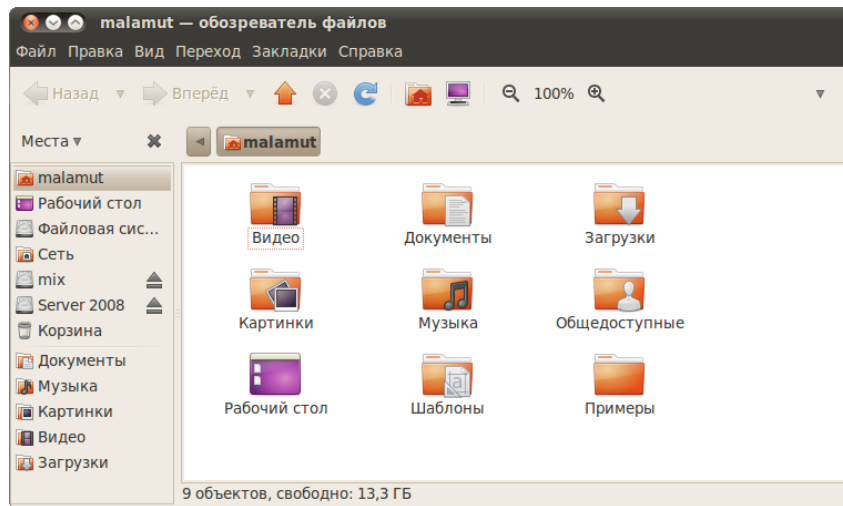 malamut — обозреватель файлов
Файл Правка Вид Переход Закладки Справка
Назад Вперёд 100%
Места malamut
malamut
Рабочий стол
Файловая сис...
Сеть
mix
Server 2008
Корзина
Документы
Музыка
Картинки
Видео
Загрузки
Видео Документы Загрузки
Картинки Музыка Общедоступные
Рабочий стол Шаблоны Примеры
9 объектов, свободно: 13,3 ГБ